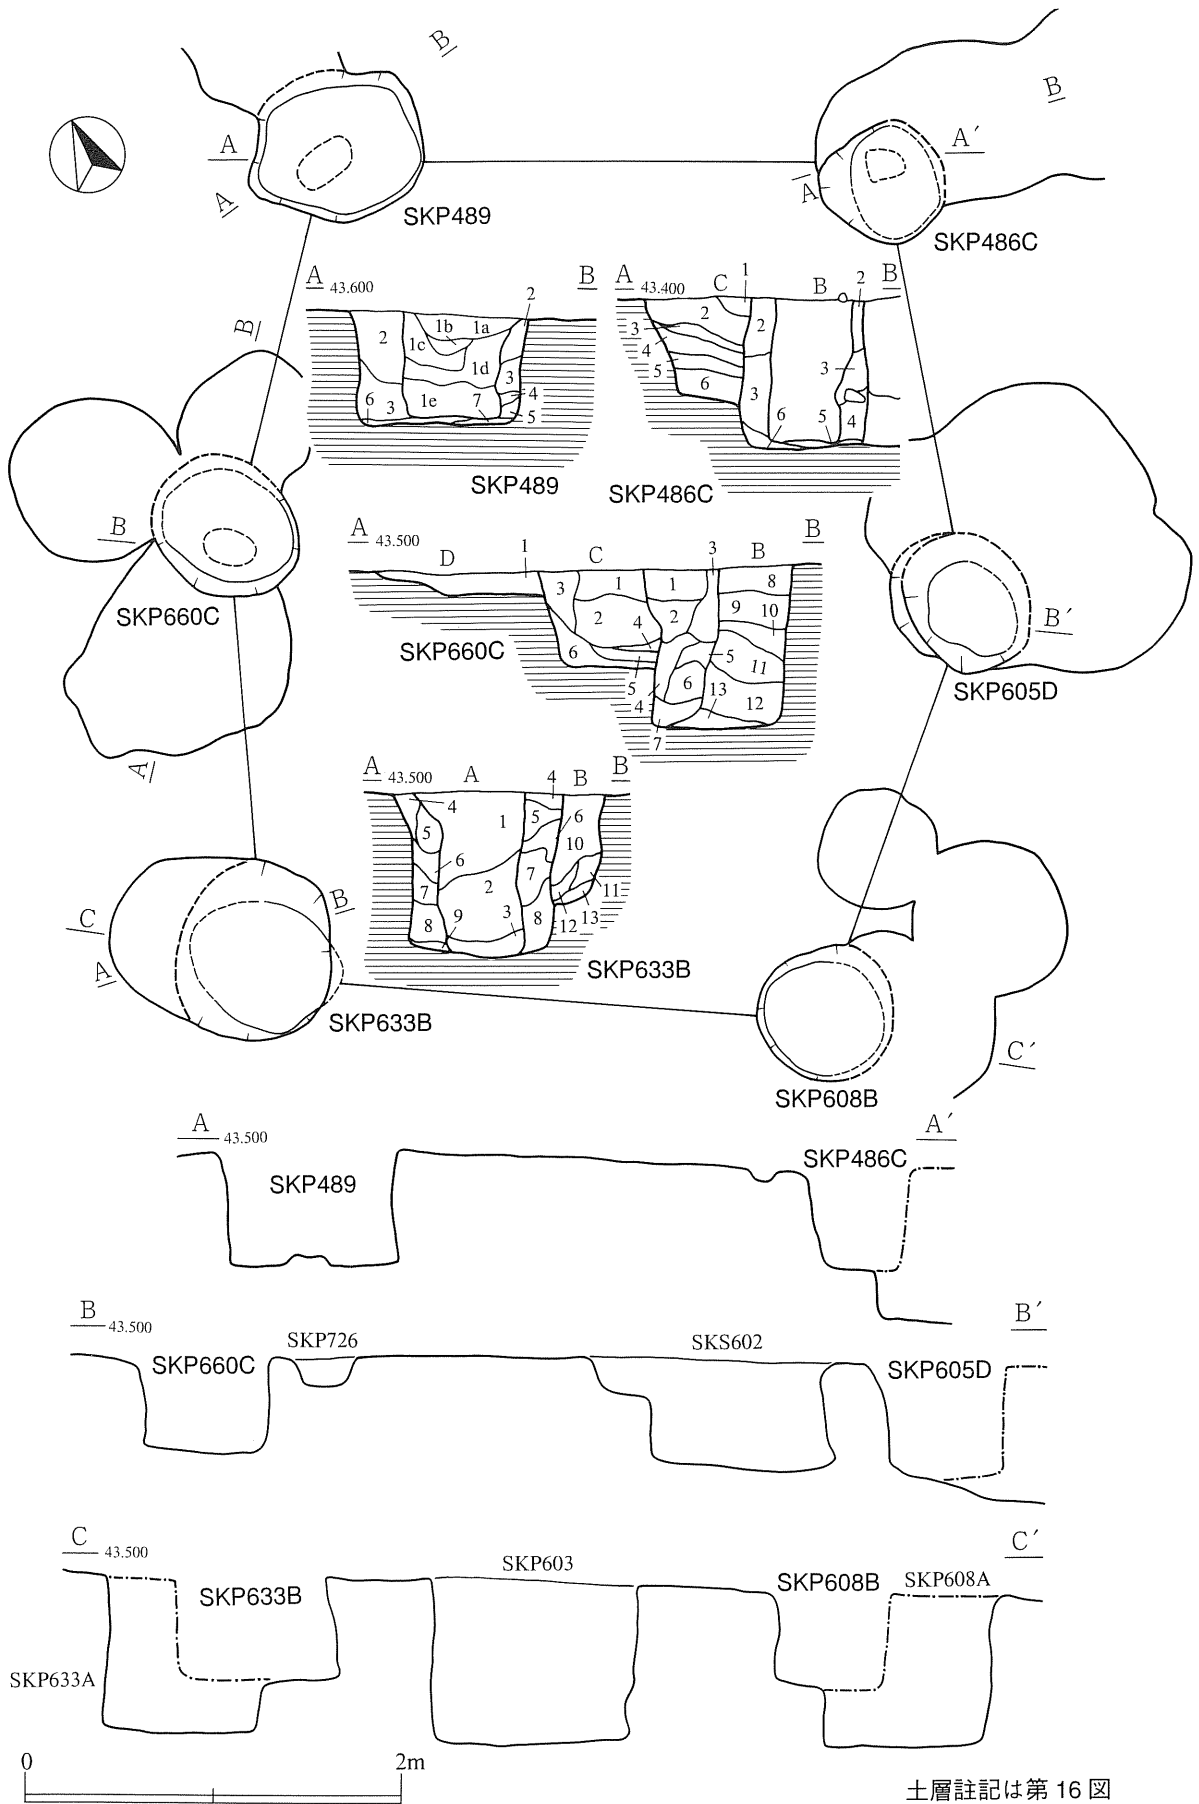 B
B
A
A′
A
A
SKP489
SKP486C
A 43.600 B
2
1b 1a
2 1c
1d
3
6 3 1e 7 4
5
SKP489
A 43.400 C 1 B B
2
2 2
3
4 3
5
6 3
6 5 4
SKP486C
B
B
SKP660C
A
A 43.500 D 1 C 3 B B
3 1 1 8
2 2 9 10
4
6 5 11
5 6 13 12
4
7
SKP660C
B′
SKP605D
A 43.500 A 4 B B
4
5 1 5 6
10
6
7 2 7
11
8 9 3 8 12 13
SKP633B
C
A
B
SKP633B
SKP608B
C′
A 43.500 A′
SKP489
SKP486C
B 43.500 B′
SKP660C
SKP726
SKS602
SKP605D
C 43.500 C′
SKP633B
SKP603
SKP608B
SKP608A
SKP633A
0 2m
土層註記は第 16 図